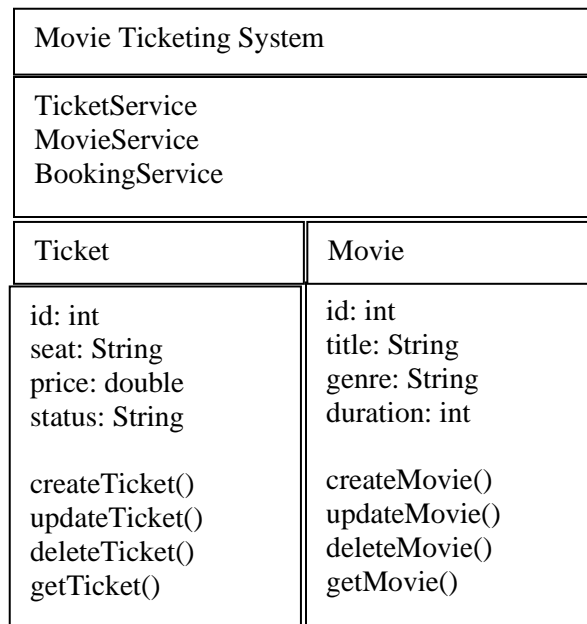 Movie Ticketing System
TicketService
MovieService
BookingService
Ticket
id: int
seat: String
price: double
status: String
createTicket()
updateTicket()
deleteTicket()
getTicket()
Movie
id: int
title: String
genre: String
duration: int
createMovie()
updateMovie()
deleteMovie()
getMovie()